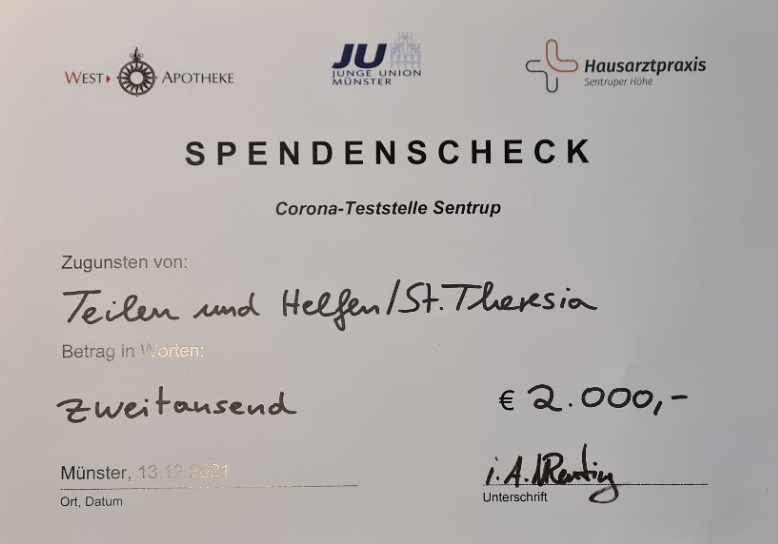 WEST APOTHEKE
JU
JUNGE UNION
MÜNSTER
Hausarztpraxis
Sentruper Höhe
SPENDENSCHECK
Corona-Teststelle Sentrup
Zugunsten von:
Teilen und Helfen/St. Theresia
Betrag in Worten:
zweitausend
€ 2.000,-
Münster, 13.12.2021
i.A.
Ort, Datum
Unterschrift